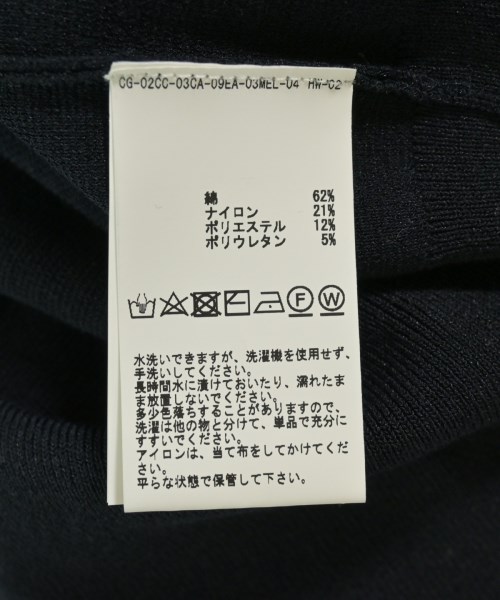 CG-02CC-03CA-09EA-03MEL-04 HW-C2
綿 62%
ナイロン 21%
ポリエステル 12%
ポリウレタン 5%
F W
水洗いできますが、洗濯機を使用せず、
手洗いしてください。
長時間水に漬けておいたり、濡れたま
ま放置しないでください。
多少色落ちすることがありますので、
洗濯は他の物と分けて、単品で充分に
すすいでください。
アイロンは、当て布をしてかけてくだ
さい。
平らな状態で保管して下さい。